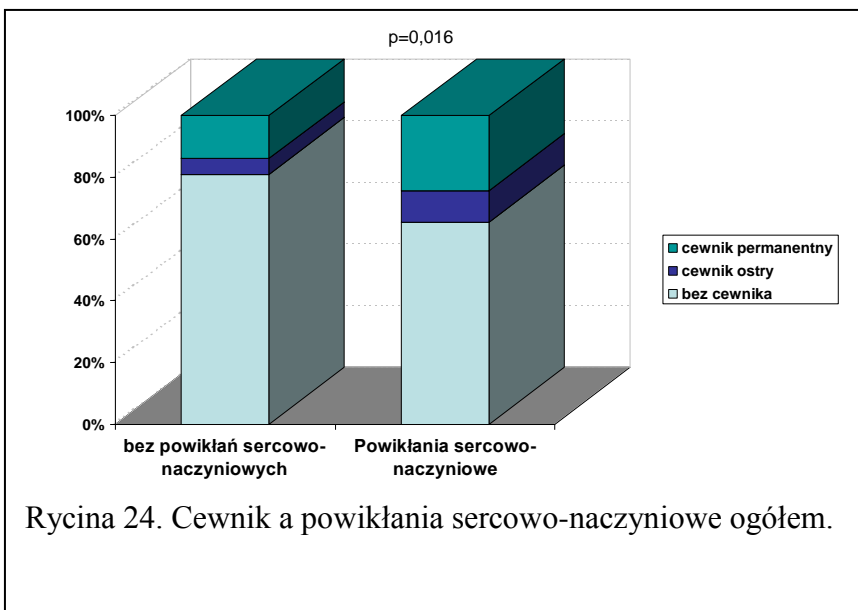 p=0,016
100%
80%
60%
40%
20%
0%
bez powikłań sercowo-
naczyniowych
Powikłania sercowo-
naczyniowe
cewnik permanentny
cewnik ostry
bez cewnika
Rycina 24. Cewnik a powikłania sercowo-naczyniowe ogółem.